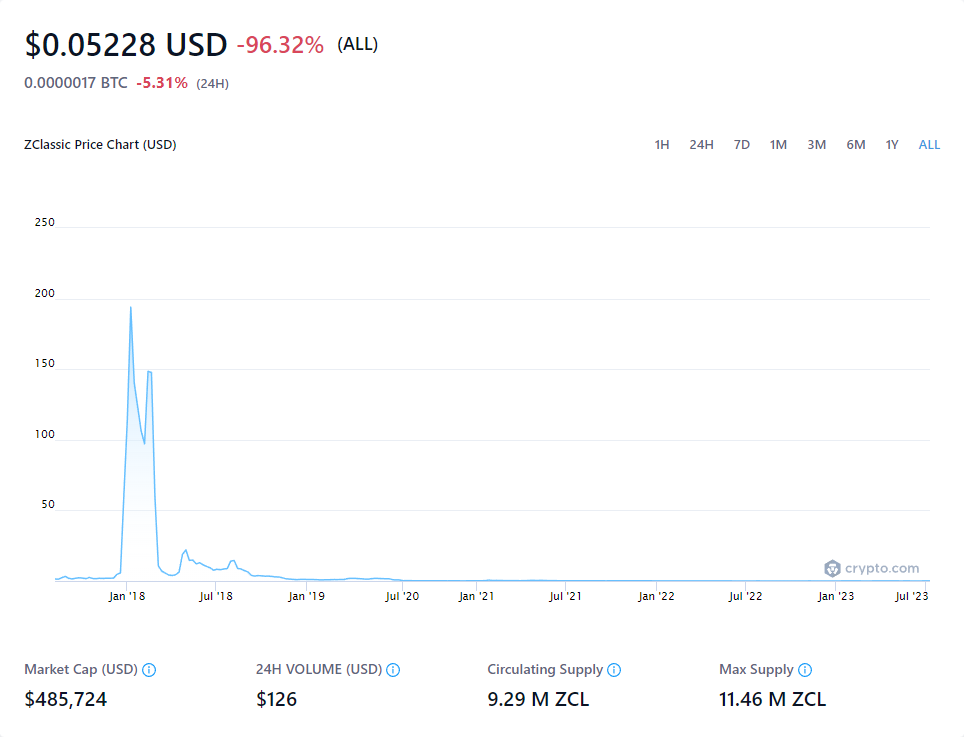 $0.05228 USD -96.32% (ALL)
0.0000017 BTC -5.31% (24H)
ZClassic Price Chart (USD) 1H 24H 7D 1M 3M 6M 1Y ALL
250
200
150
100
50
crypto.com
Jan '18 Jul '18 Jan '19 Jul '20 Jan '21 Jul '21 Jan '22 Jul '22 Jan '23 Jul '23
Market Cap (USD) 24H VOLUME (USD) Circulating Supply Max Supply
$485,724 $126 9.29 M ZCL 11.46 M ZCL